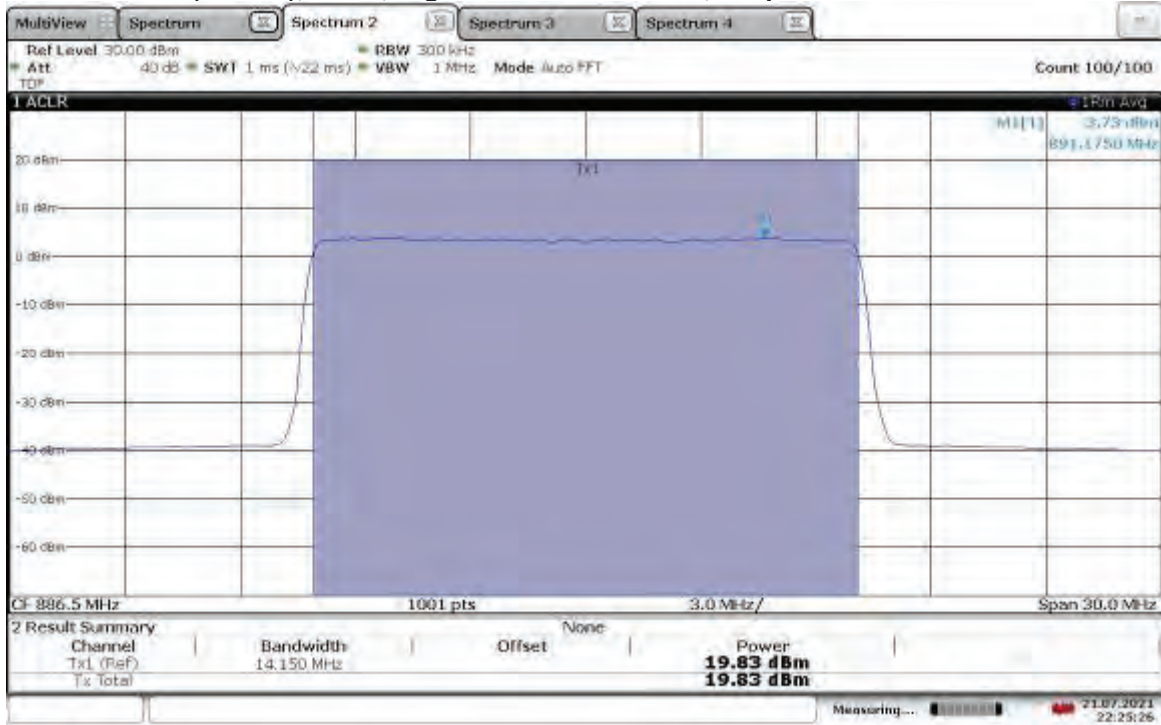 MultiView Spectrum Spectrum 2 Spectrum 3 Spectrum 4
Ref Level 30.00 dBm RBW 300 kHz
Att 40 dB SWT 1 ms (~22 ms) VBW 1 MHz Mode Auto FFT Count 100/100
TDF
1 ACLR 1Rm Avg
M1[1] 3.73 dBm
891.1750 MHz
20 dBm
Tx1
10 dBm
0 dBm
-10 dBm
-20 dBm
-30 dBm
-40 dBm
-50 dBm
-60 dBm
CF 886.5 MHz 1001 pts 3.0 MHz/ Span 30.0 MHz
2 Result Summary None
Channel Bandwidth Offset Power
Tx1 (Ref) 14.150 MHz 19.83 dBm
Tx Total 19.83 dBm
Measuring... 21.07.2021
22:25:26